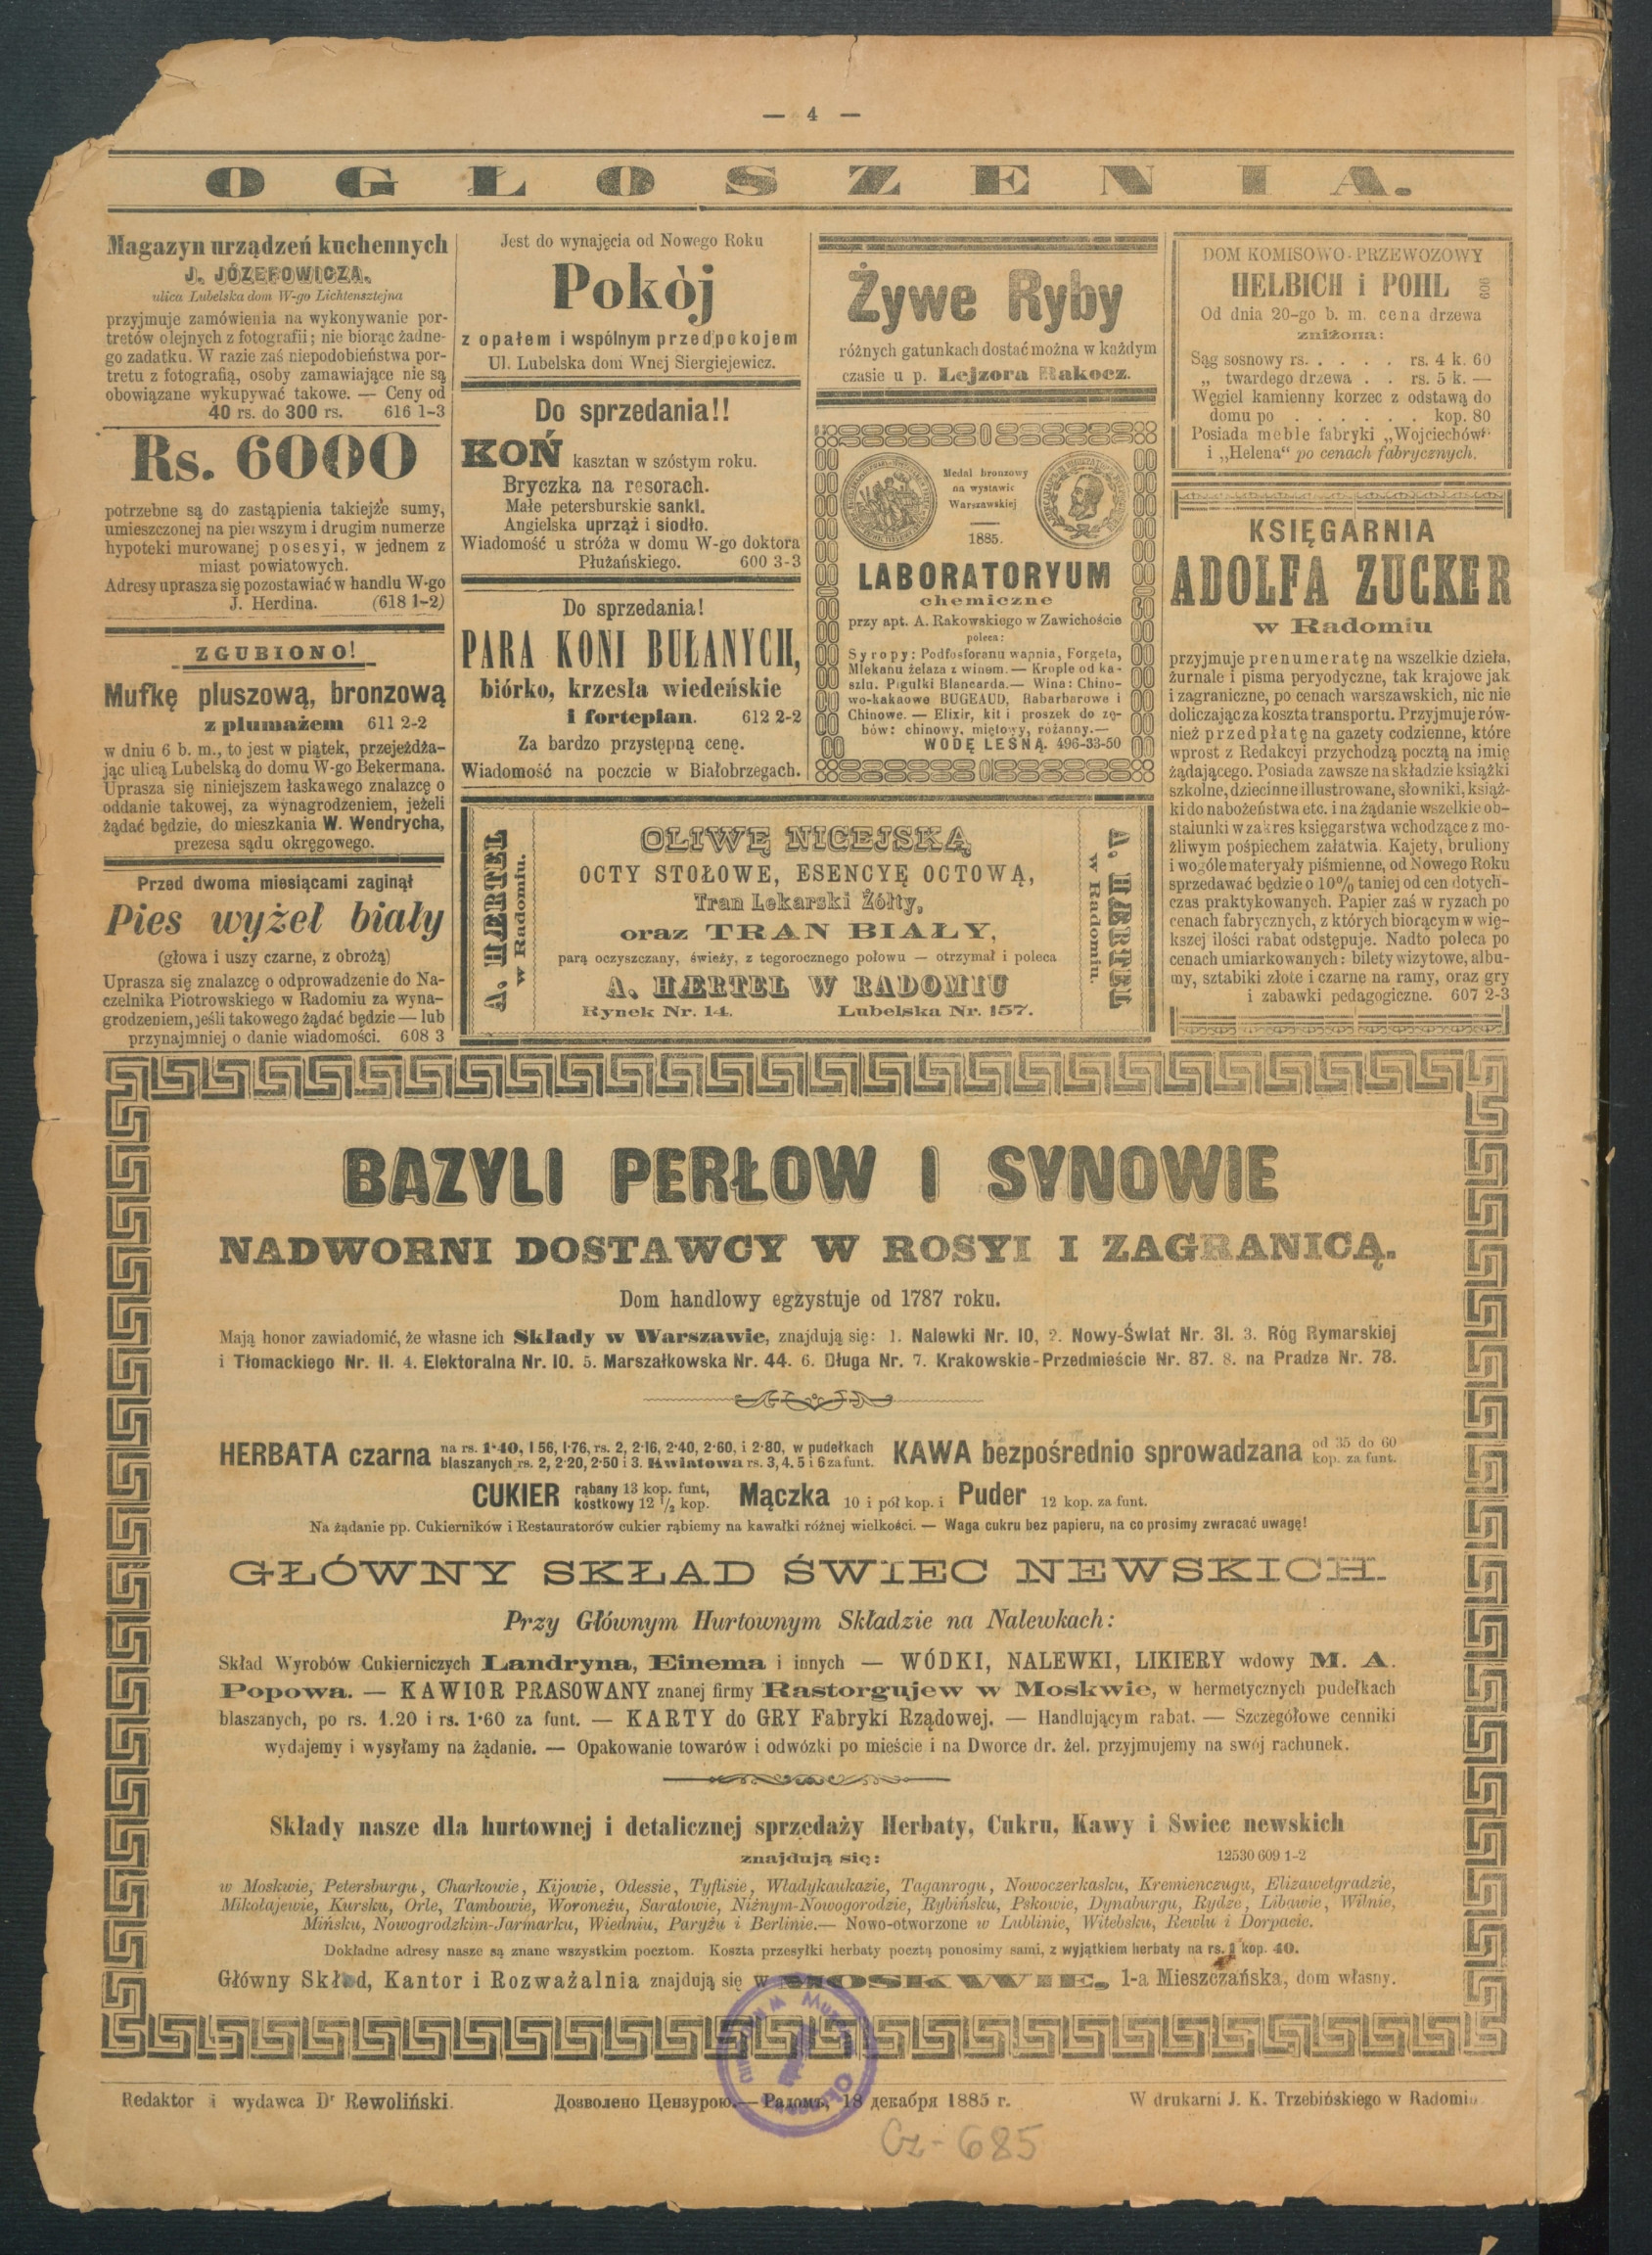 — 4 —
OGŁOSZENIA.
Magazyn urządzeń kuchennych
J. JÓZEFOWICZA.
ulica Lubelska dom W-go Lichtensztejna
przyjmuje zamówienia na wykonywanie por-
tretów olejnych z fotografii; nie biorąc żadne-
go zadatku. W razie zaś niepodobieństwa por-
tretu z fotografią, osoby zamawiające nie są
obowiązane wykupywać takowe. — Ceny od
40 rs. do 300 rs. 616 1-3
Rs. 6000
potrzebne są do zastąpienia takiejże sumy,
umieszczonej na pierwszym i drugim numerze
hypoteki murowanej posesyi, w jednem z
miast powiatowych.
Adresy uprasza się pozostawiać w handlu W-go
J. Herdina. (618 1-2)
ZGUBIONO!
Mufkę pluszową, bronzową
z plumażem 611 2-2
w dniu 6 b. m., to jest w piątek, przejeżdża-
jąc ulicą Lubelską do domu W-go Bekermana.
Uprasza się niniejszem łaskawego znalazcę o
oddanie takowej, za wynagrodzeniem, jeżeli
żądać będzie, do mieszkania W. Wendrycha,
prezesa sądu okręgowego.
Przed dwoma miesiącami zaginął
Pies wyżeł biały
(głowa i uszy czarne, z obrożą)
Uprasza się znalazcę o odprowadzenie do Na-
czelnika Piotrowskiego w Radomiu za wyna-
grodzeniem, jeśli takowego żądać będzie — lub
przynajmniej o danie wiadomości. 608 3
Jest do wynajęcia od Nowego Roku
Pokòj
z opałem i wspólnym przedpokojem
Ul. Lubelska dom Wnej Siergiejewicz.
Do sprzedania!!
KOŃ kasztan w szóstym roku.
Bryczka na resorach.
Małe petersburskie sanki.
Angielska uprząż i siodło.
Wiadomość u stróża w domu W-go doktora
Płużańskiego. 600 3-3
Do sprzedania!
PARA KONI BUŁANYCH,
biórko, krzesła wiedeńskie
i fortepian. 612 2-2
Za bardzo przystępną cenę.
Wiadomość na poczcie w Białobrzegach.
Żywe Ryby
różnych gatunkach dostać można w każdym
czasie u p. Lejzora Rakocz.
Medal bronzowy
na wystawie
Warszawskiej
1885.
LABORATORYUM
chemiczne
przy apt. A. Rakowskiego w Zawichoście
poleca:
Syropy: Podfosforanu wapnia, Forgeta,
Mlekanu żelaza z winem. — Krople od ka-
szlu. Pigułki Blancarda. — Wina: Chino-
wo-kakaowe BUGEAUD, Rabarbarowe i
Chinowe. — Elixir, kit i proszek do zę-
bów: chinowy, miętowy, różanny.—
WODĘ LEŚNĄ. 496-33-50
A. HÆRTEL
w Radomiu.
OLIWĘ NICEJSKĄ
OCTY STOŁOWE, ESENCYĘ OCTOWĄ,
Tran Lekarski Żółty,
oraz TRAN BIAŁY,
parą oczyszczany, świeży, z tegorocznego połowu — otrzymał i poleca
A. HÆRTEL W RADOMIU
Rynek Nr. 14. Lubelska Nr. 157.
A. HÆRTEL
w Radomiu.
DOM KOMISOWO-PRZEWOZOWY
HELBICH i POHL
Od dnia 20-go b. m. cena drzewa
zniżona:
Sąg sosnowy rs. . . . . rs. 4 k. 60
„ twardego drzewa . . rs. 5 k. —
Węgiel kamienny korzec z odstawą do
domu po . . . . . . kop. 80
Posiada meble fabryki „Wojciechów“
i „Helena“ po cenach fabrycznych.
KSIĘGARNIA
ADOLFA ZUCKER
w Radomiu
przyjmuje prenumeratę na wszelkie dzieła,
żurnale i pisma peryodyczne, tak krajowe jak
i zagraniczne, po cenach warszawskich, nic nie
doliczając za koszta transportu. Przyjmuje rów-
nież przedpłatę na gazety codzienne, które
wprost z Redakcyi przychodzą pocztą na imię
żądającego. Posiada zawsze na składzie książki
szkolne, dziecinne illustrowane, słowniki, książ-
ki do nabożeństwa etc. i na żądanie wszelkie ob-
stalunki w zakres księgarstwa wchodzące z mo-
żliwym pośpiechem załatwia. Kajety, bruliony
i wogóle materyały piśmienne, od Nowego Roku
sprzedawać będzie o 10% taniej od cen dotych-
czas praktykowanych. Papier zaś w ryzach po
cenach fabrycznych, z których biorącym w wię-
kszej ilości rabat odstępuje. Nadto poleca po
cenach umiarkowanych: bilety wizytowe, albu-
my, sztabiki złote i czarne na ramy, oraz gry
i zabawki pedagogiczne. 607 2-3
BAZYLI PERŁOW I SYNOWIE
NADWORNI DOSTAWCY W ROSYI I ZAGRANICĄ.
Dom handlowy egzystuje od 1787 roku.
Mają honor zawiadomić, że własne ich Składy w Warszawie, znajdują się: 1. Nalewki Nr. 10, 2. Nowy-Świat Nr. 31. 3. Róg Rymarskiej
i Tłomackiego Nr. 11. 4. Elektoralna Nr. 10. 5. Marszałkowska Nr. 44. 6. Długa Nr. 7. Krakowskie-Przedmieście Nr. 87. 8. na Pradze Nr. 78.
HERBATA czarna na rs. 1·40, 1 56, 1·76, rs. 2, 2·16, 2·40, 2·60, i 2·80, w pudełkach
blaszanych rs. 2, 2·20, 2·50 i 3. Kwiatowa rs. 3, 4. 5 i 6 za funt. KAWA bezpośrednio sprowadzana od 35 do 60
kop. za funt.
CUKIER rąbany 13 kop. funt,
kostkowy 12 1/2 kop. Mączka 10 i pół kop. i Puder 12 kop. za funt.
Na żądanie pp. Cukierników i Restauratorów cukier rąbiemy na kawałki różnej wielkości. — Waga cukru bez papieru, na co prosimy zwracać uwagę!
GŁÓWNY SKŁAD ŚWIEC NEWSKICH.
Przy Głównym Hurtownym Składzie na Nalewkach:
Skład Wyrobów Cukierniczych Landryna, Einema i innych — WÓDKI, NALEWKI, LIKIERY wdowy M. A.
Popowa. — KAWIOR PRASOWANY znanej firmy Rastorgujew w Moskwie, w hermetycznych pudełkach
blaszanych, po rs. 1.20 i rs. 1·60 za funt. — KARTY do GRY Fabryki Rządowej. — Handlującym rabat. — Szczegółowe cenniki
wydajemy i wysyłamy na żądanie. — Opakowanie towarów i odwózki po mieście i na Dworce dr. żel. przyjmujemy na swój rachunek.
Składy nasze dla hurtownej i detalicznej sprzedaży Herbaty, Cukru, Kawy i Swiec newskich
znajdują się: 12530 609 1-2
w Moskwie, Petersburgu, Charkowie, Kijowie, Odessie, Tyflisie, Władykaukazie, Taganrogu, Nowoczerkasku, Kremienczugu, Elizawetgradzie,
Mikołajewie, Kursku, Orle, Tambowie, Woroneżu, Saratowie, Niżnym-Nowogorodzie, Rybińsku, Pskowie, Dynaburgu, Rydze, Libawie, Wilnie,
Mińsku, Nowogrodzkim-Jarmarku, Wiedniu, Paryżu i Berlinie.— Nowo-otworzone w Lublinie, Witebsku, Rewlu i Dorpacie.
Dokładne adresy nasze są znane wszystkim pocztom. Koszta przesyłki herbaty pocztą ponosimy sami, z wyjątkiem herbaty na rs. 1 kop. 40.
Główny Skład, Kantor i Rozważalnia znajdują się w MOSKWIE, 1-a Mieszczańska, dom własny.
Redaktor i wydawca Dr Rewoliński. Дозволено Цензурою.— Радомъ, 18 декабря 1885 г. W drukarni J. K. Trzebińskiego w Radomiu
Cz-685